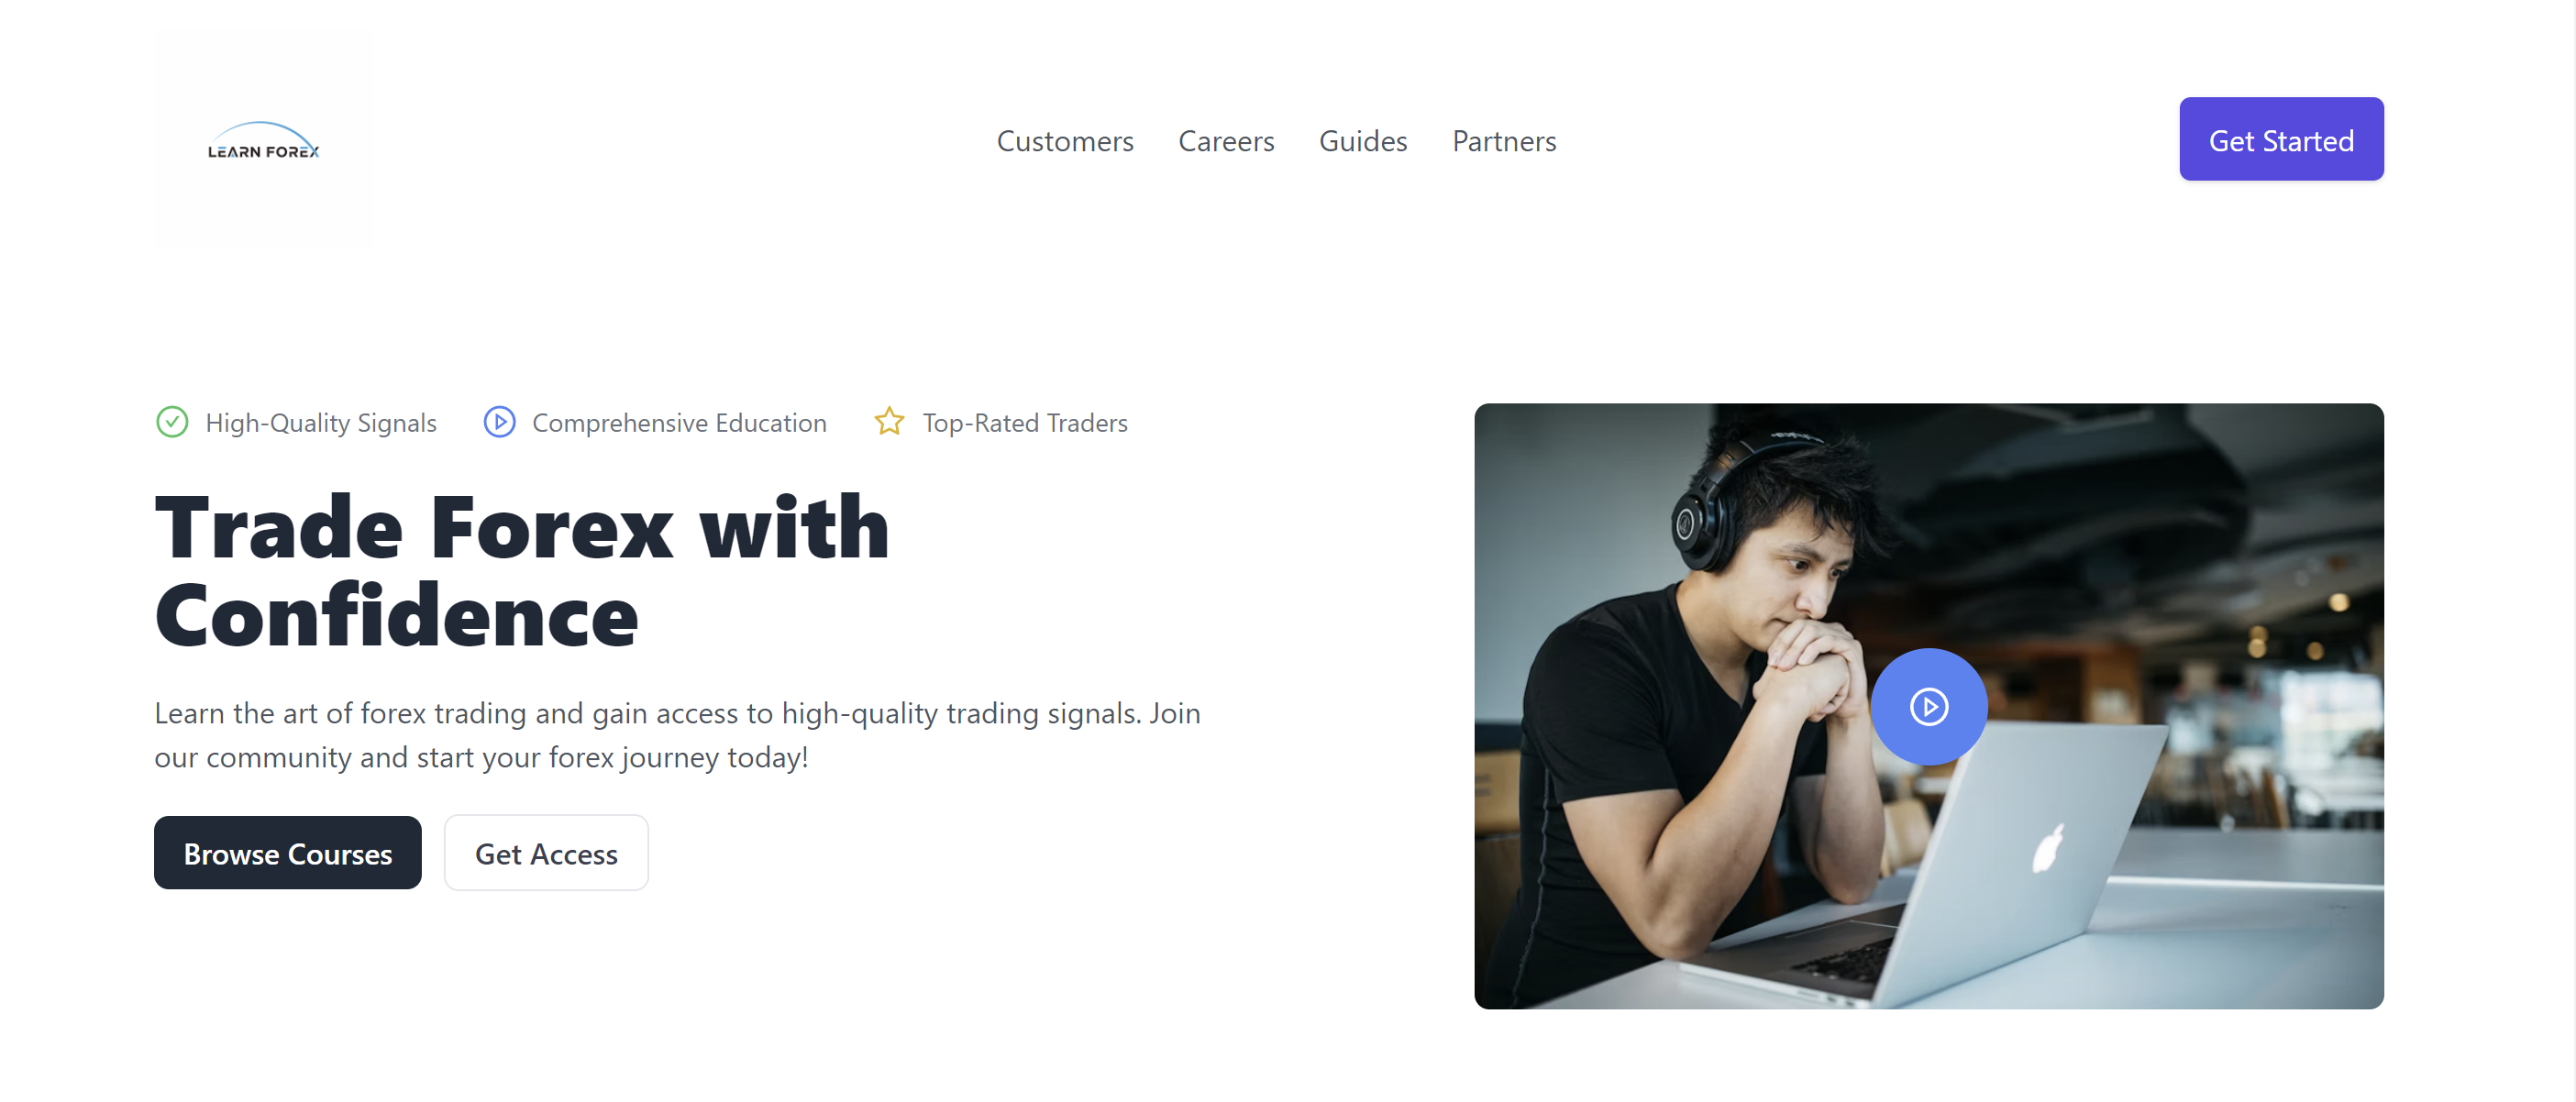 LEARN FOREX
Customers
Careers
Guides
Partners
Get Started
High-Quality Signals
Comprehensive Education
Top-Rated Traders
Trade Forex with
Confidence
Learn the art of forex trading and gain access to high-quality trading signals. Join
our community and start your forex journey today!
Browse Courses
Get Access